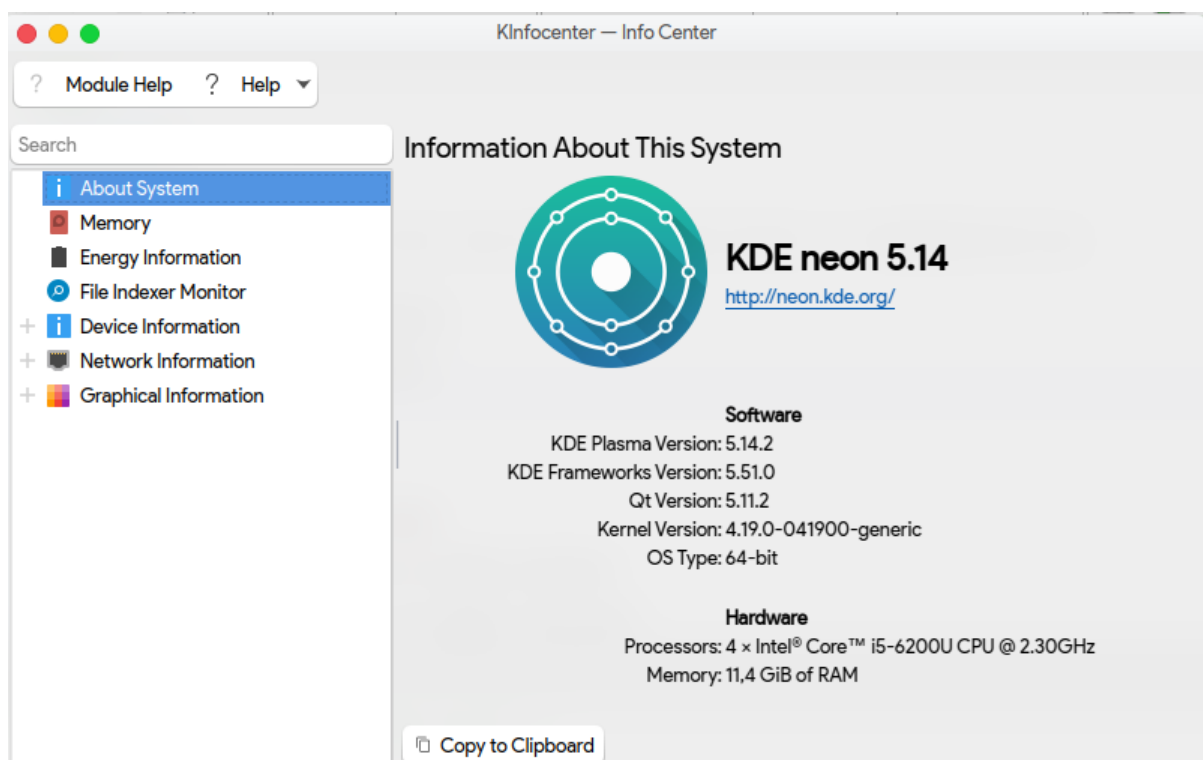 KInfocenter — Info Center
? Module Help ? Help
Search
Information About This System
About System
Memory
Energy Information
File Indexer Monitor
Device Information
Network Information
Graphical Information
KDE neon 5.14
http://neon.kde.org/
Software
KDE Plasma Version: 5.14.2
KDE Frameworks Version: 5.51.0
Qt Version: 5.11.2
Kernel Version: 4.19.0-041900-generic
OS Type: 64-bit
Hardware
Processors: 4 × Intel® Core™ i5-6200U CPU @ 2.30GHz
Memory: 11,4 GiB of RAM
Copy to Clipboard